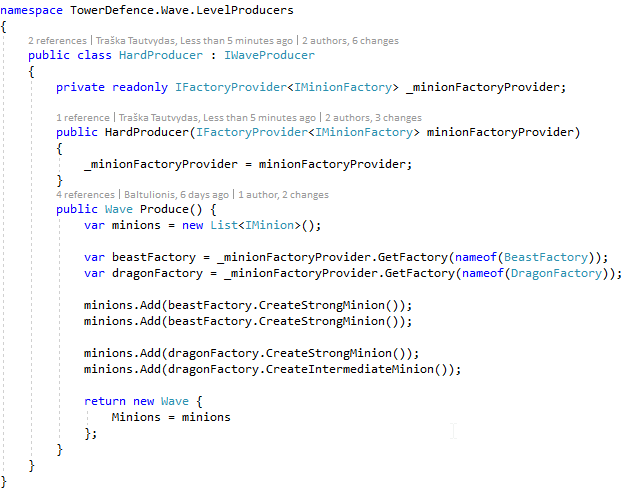 namespace TowerDefence.Wave.LevelProducers
{
2 references | Traška Tautvydas, Less than 5 minutes ago | 2 authors, 6 changes
public class HardProducer : IWaveProducer
{
private readonly IFactoryProvider<IMinionFactory> _minionFactoryProvider;
1 reference | Traška Tautvydas, Less than 5 minutes ago | 2 authors, 3 changes
public HardProducer(IFactoryProvider<IMinionFactory> minionFactoryProvider)
{
_minionFactoryProvider = minionFactoryProvider;
}
4 references | Baltulionis, 6 days ago | 1 author, 2 changes
public Wave Produce() {
var minions = new List<IMinion>();
var beastFactory = _minionFactoryProvider.GetFactory(nameof(BeastFactory));
var dragonFactory = _minionFactoryProvider.GetFactory(nameof(DragonFactory));
minions.Add(beastFactory.CreateStrongMinion());
minions.Add(beastFactory.CreateStrongMinion());
minions.Add(dragonFactory.CreateStrongMinion());
minions.Add(dragonFactory.CreateIntermediateMinion());
return new Wave {
Minions = minions
};
}
}
}